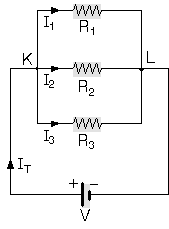 I1 R1
K L
I2 R2
I3 R3
IT
+ −
V